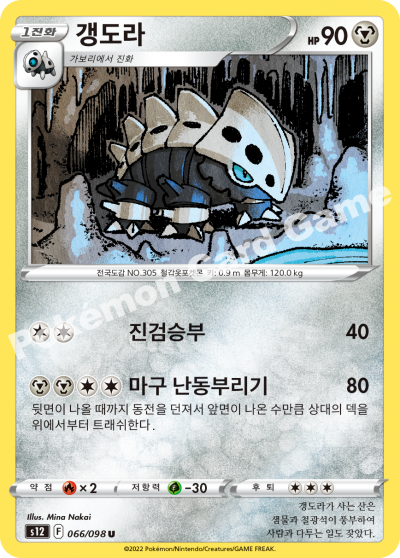 1진화
갱도라
HP 90
가보리에서 진화
전국도감 NO.305 철갑옷포켓몬 키: 0.9 m 몸무게: 120.0 kg
진검승부 40
마구 난동부리기 80
뒷면이 나올 때까지 동전을 던져서 앞면이 나온 수만큼 상대의 덱을
위에서부터 트래쉬한다.
약점 ×2 저항력 -30 후퇴
Illus. Mina Nakai
s12 F 066/098 U
갱도라가 사는 산은
샘물과 철광석이 풍부하여
사람과 다투는 일도 잦았다.
©2022 Pokémon/Nintendo/Creatures/GAME FREAK.
Pokémon Card Game